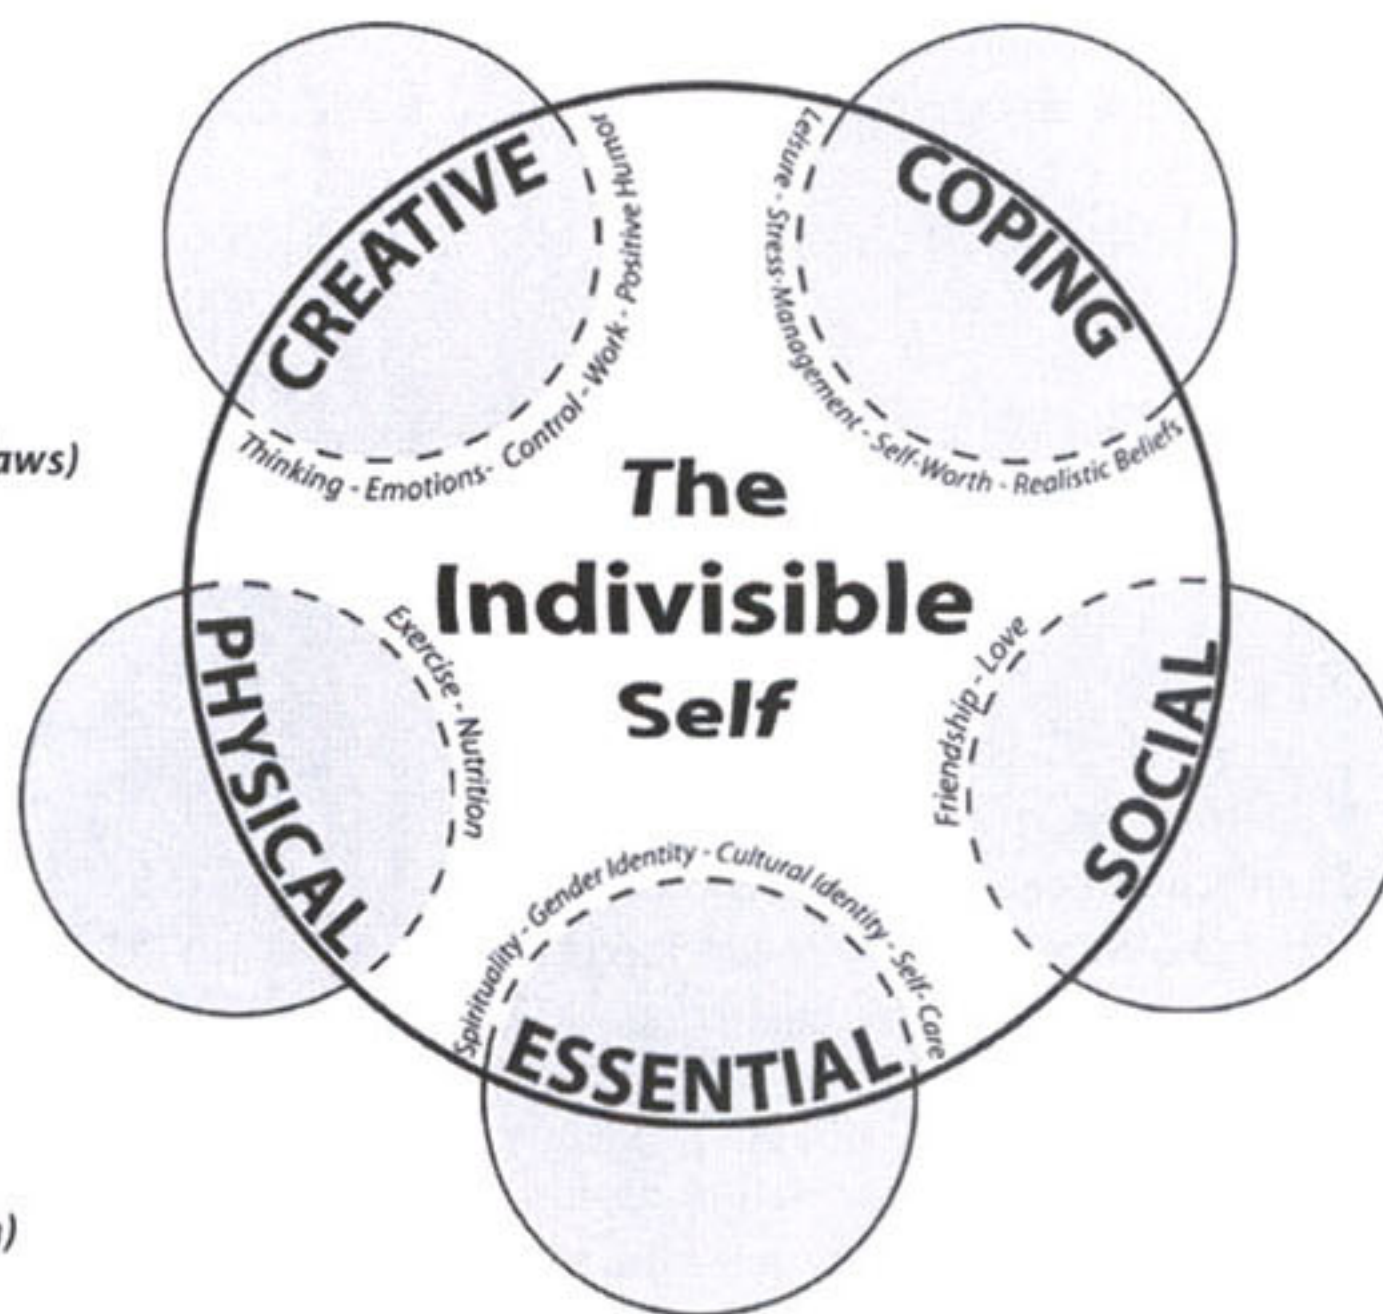 CREATIVE
Thinking - Emotions- Control - Work - Positive Humor
COPING
Leisure - Stress-Management - Self-Worth - Realistic Beliefs
aws)
The
Indivisible
Self
PHYSICAL
Exercise - Nutrition
SOCIAL
Friendship - Love
ESSENTIAL
Spirituality - Gender Identity - Cultural Identity - Self- Care
)